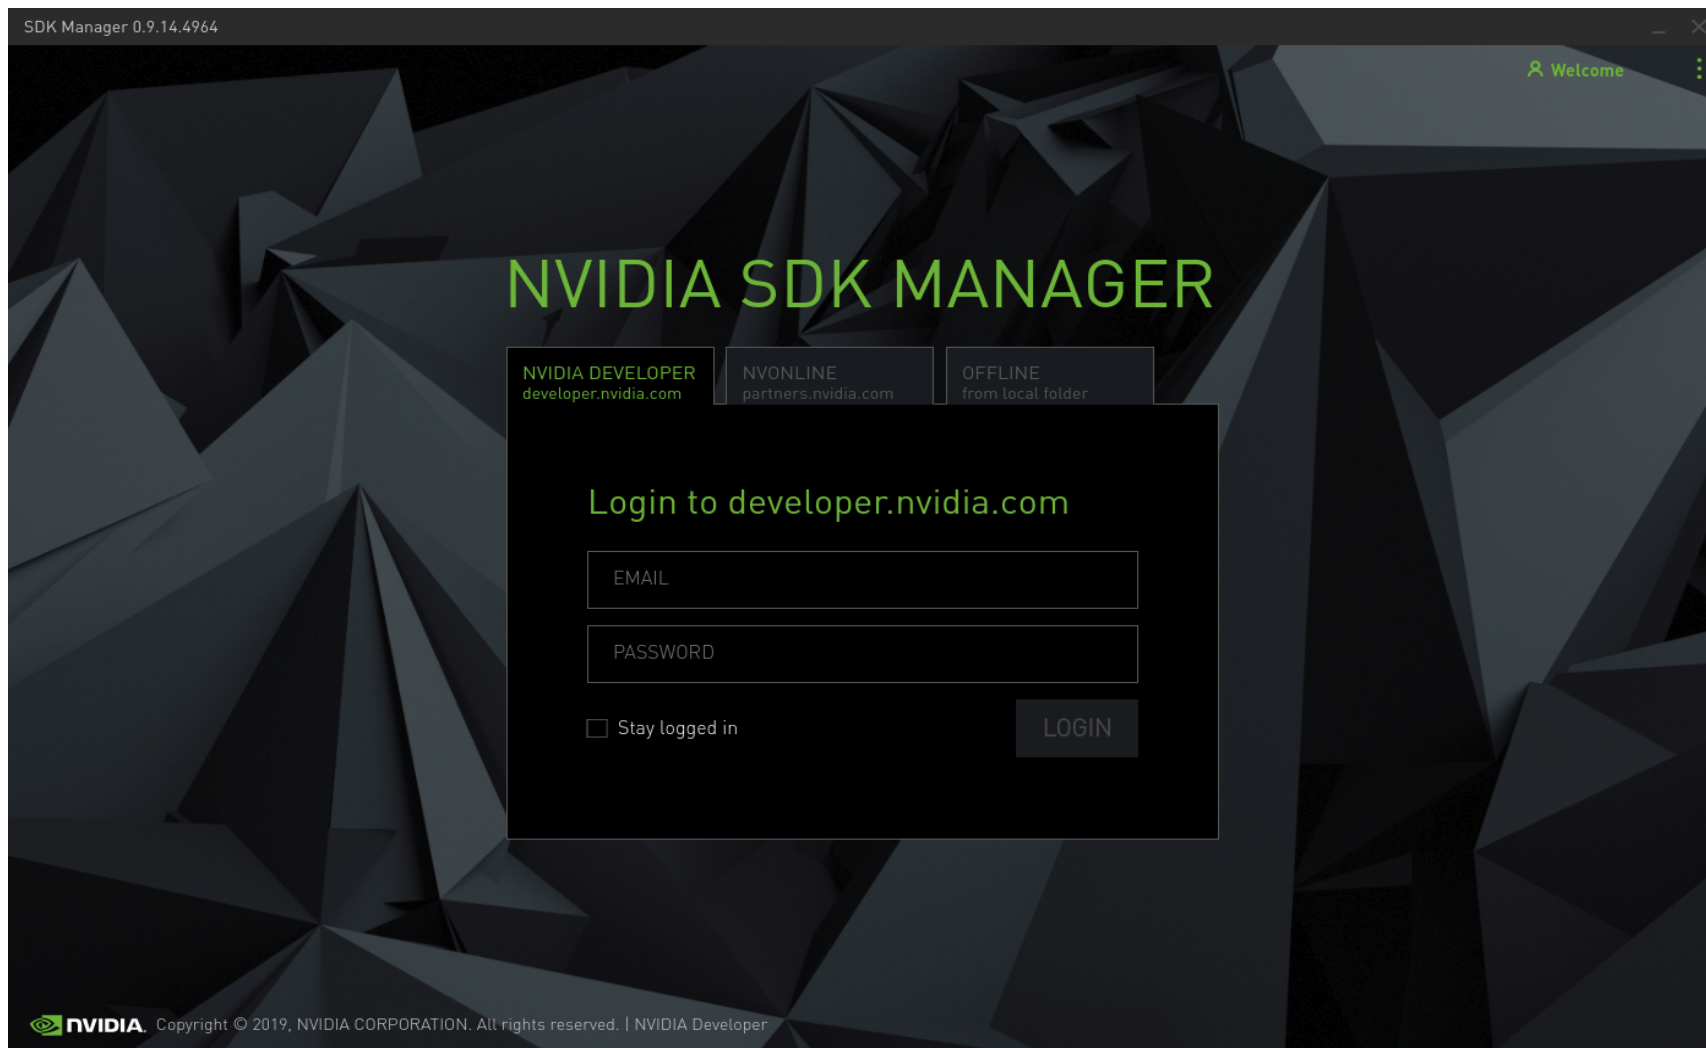 SDK Manager 0.9.14.4964
Welcome
NVIDIA SDK MANAGER
NVIDIA DEVELOPER
developer.nvidia.com
NVONLINE
partners.nvidia.com
OFFLINE
from local folder
Login to developer.nvidia.com
EMAIL
PASSWORD
Stay logged in
LOGIN
NVIDIA. Copyright © 2019, NVIDIA CORPORATION. All rights reserved. | NVIDIA Developer